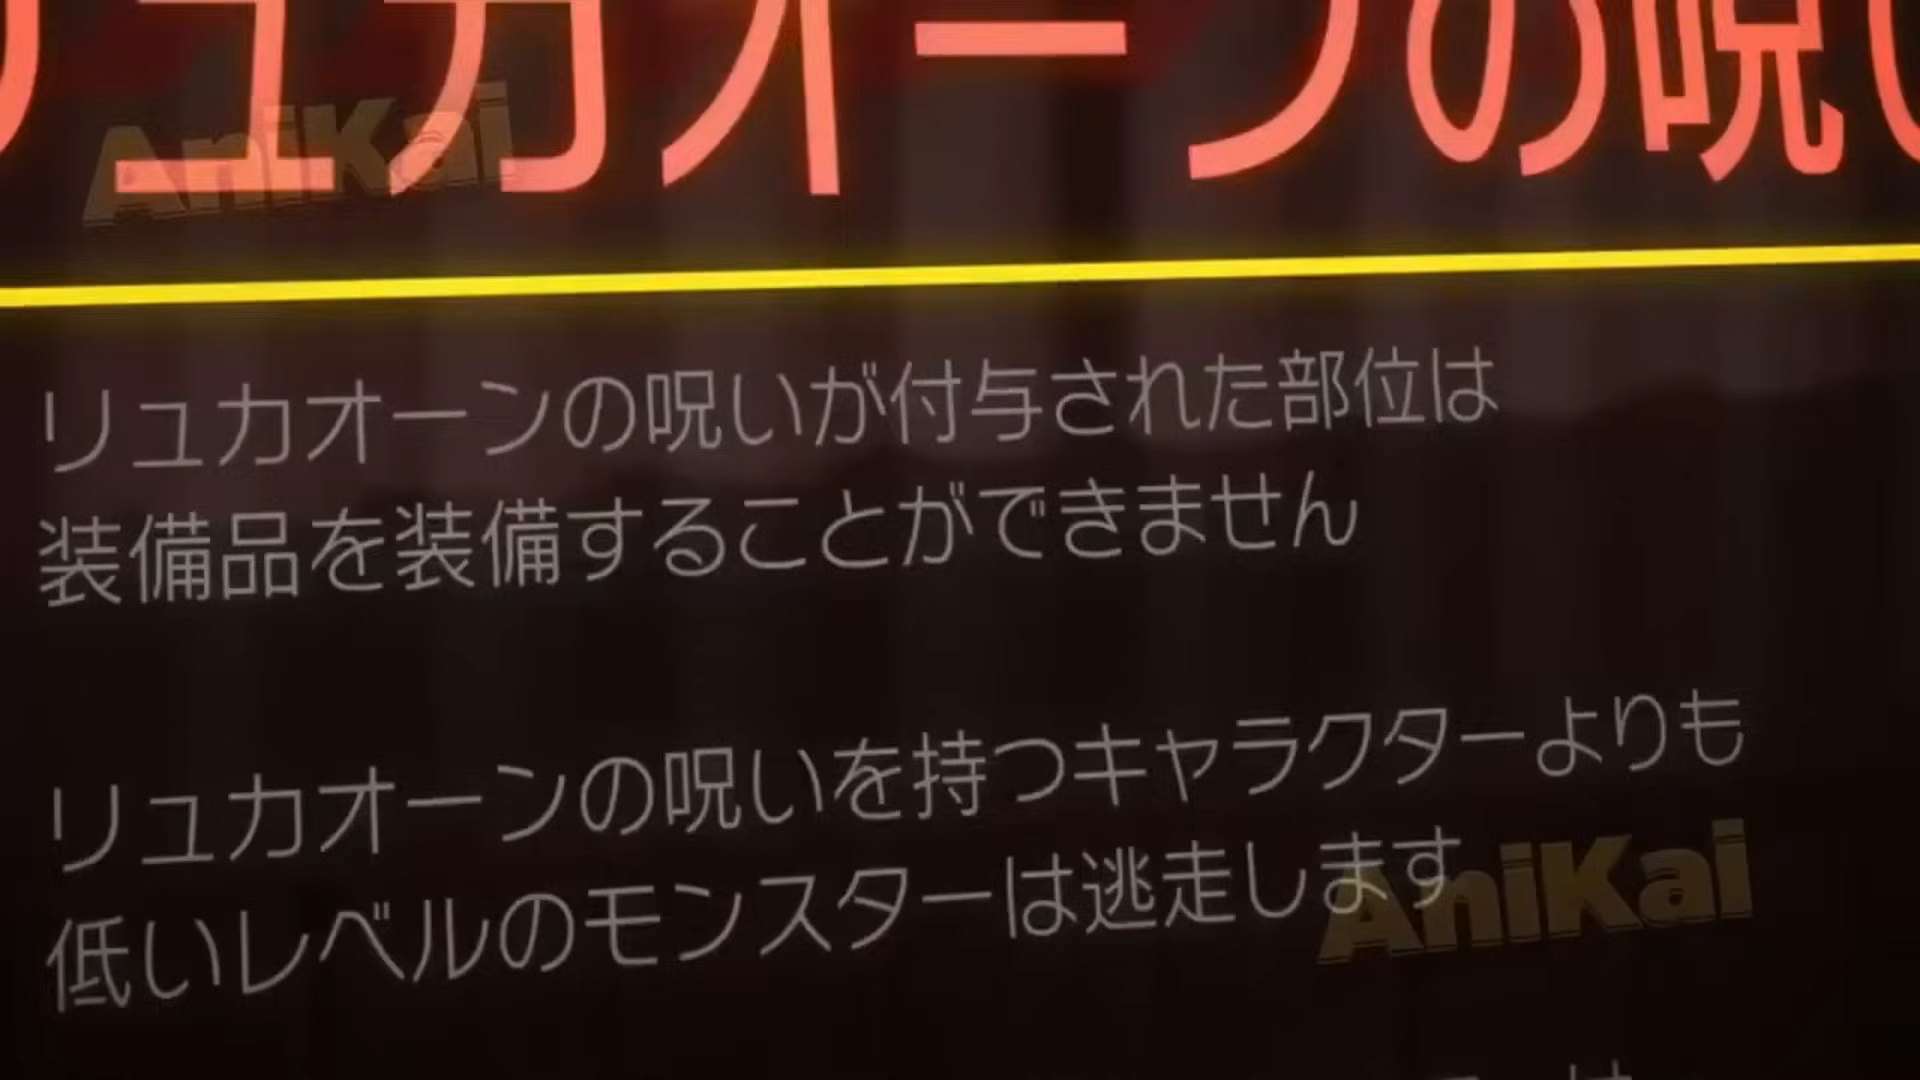 リュカオーンの呪い
AniKai
リュカオーンの呪いが付与された部位は
装備品を装備することができません
リュカオーンの呪いを持つキャラクターよりも
低いレベルのモンスターは逃走します
AniKai